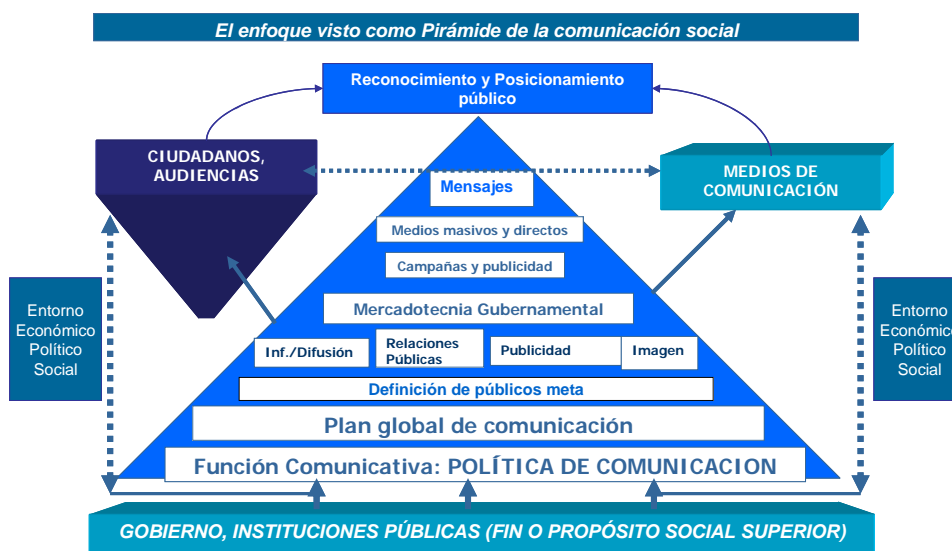 El enfoque visto como Pirámide de la comunicación social
Reconocimiento y Posicionamiento
público
CIUDADANOS,
AUDIENCIAS
MEDIOS DE
COMUNICACIÓN
Mensajes
Medios masivos y directos
Campañas y publicidad
Mercadotecnia Gubernamental
Inf./Difusión
Relaciones
Públicas
Publicidad
Imagen
Definición de públicos meta
Plan global de comunicación
Función Comunicativa: POLÍTICA DE COMUNICACION
Entorno
Económico
Político
Social
Entorno
Económico
Político
Social
GOBIERNO, INSTITUCIONES PÚBLICAS (FIN O PROPÓSITO SOCIAL SUPERIOR)